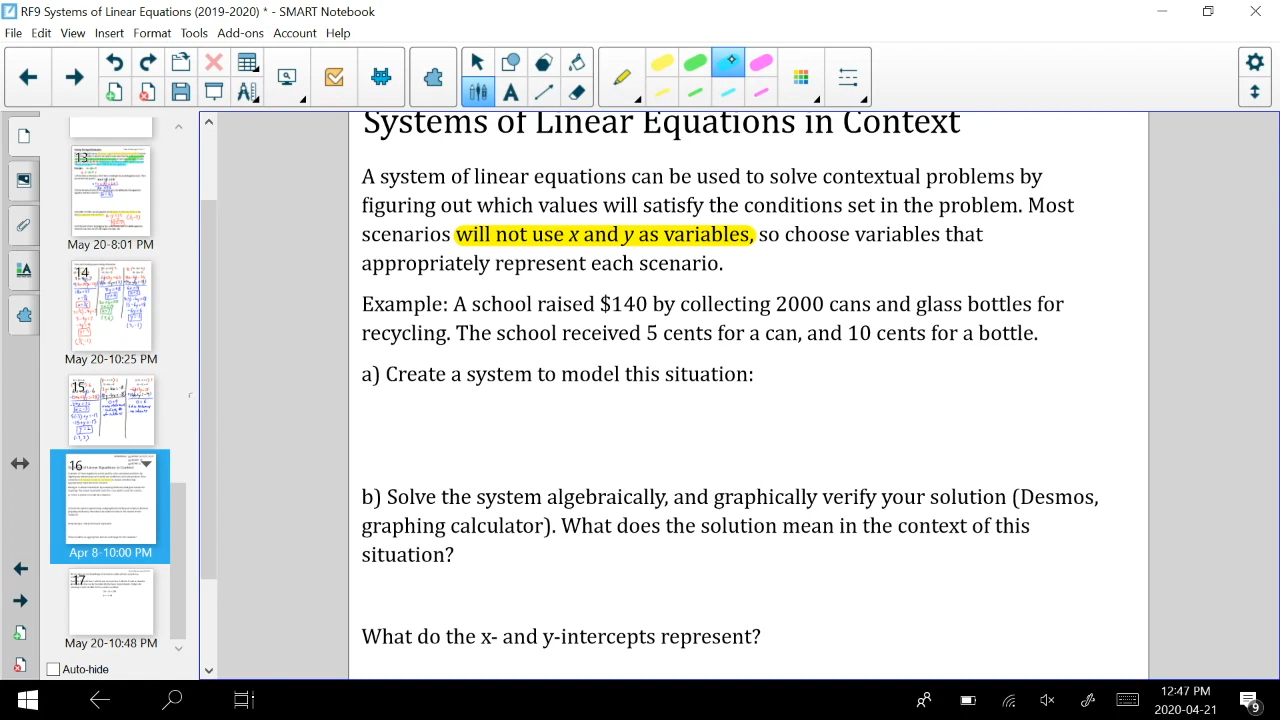 RF9 Systems of Linear Equations (2019-2020) * - SMART Notebook
File Edit View Insert Format Tools Add-ons Account Help
Systems of Linear Equations in Context
A system of linear equations can be used to solve contextual problems by
figuring out which values will satisfy the conditions set in the problem. Most
scenarios will not use x and y as variables, so choose variables that
appropriately represent each scenario.
Example: A school raised $140 by collecting 2000 cans and glass bottles for
recycling. The school received 5 cents for a can, and 10 cents for a bottle.
a) Create a system to model this situation:
b) Solve the system algebraically, and graphically verify your solution (Desmos,
graphing calculator). What does the solution mean in the context of this
situation?
What do the x- and y-intercepts represent?
13
May 20-8:01 PM
14
May 20-10:25 PM
15
16
Apr 8-10:00 PM
17
May 20-10:48 PM
Auto-hide
12:47 PM
2020-04-21
9